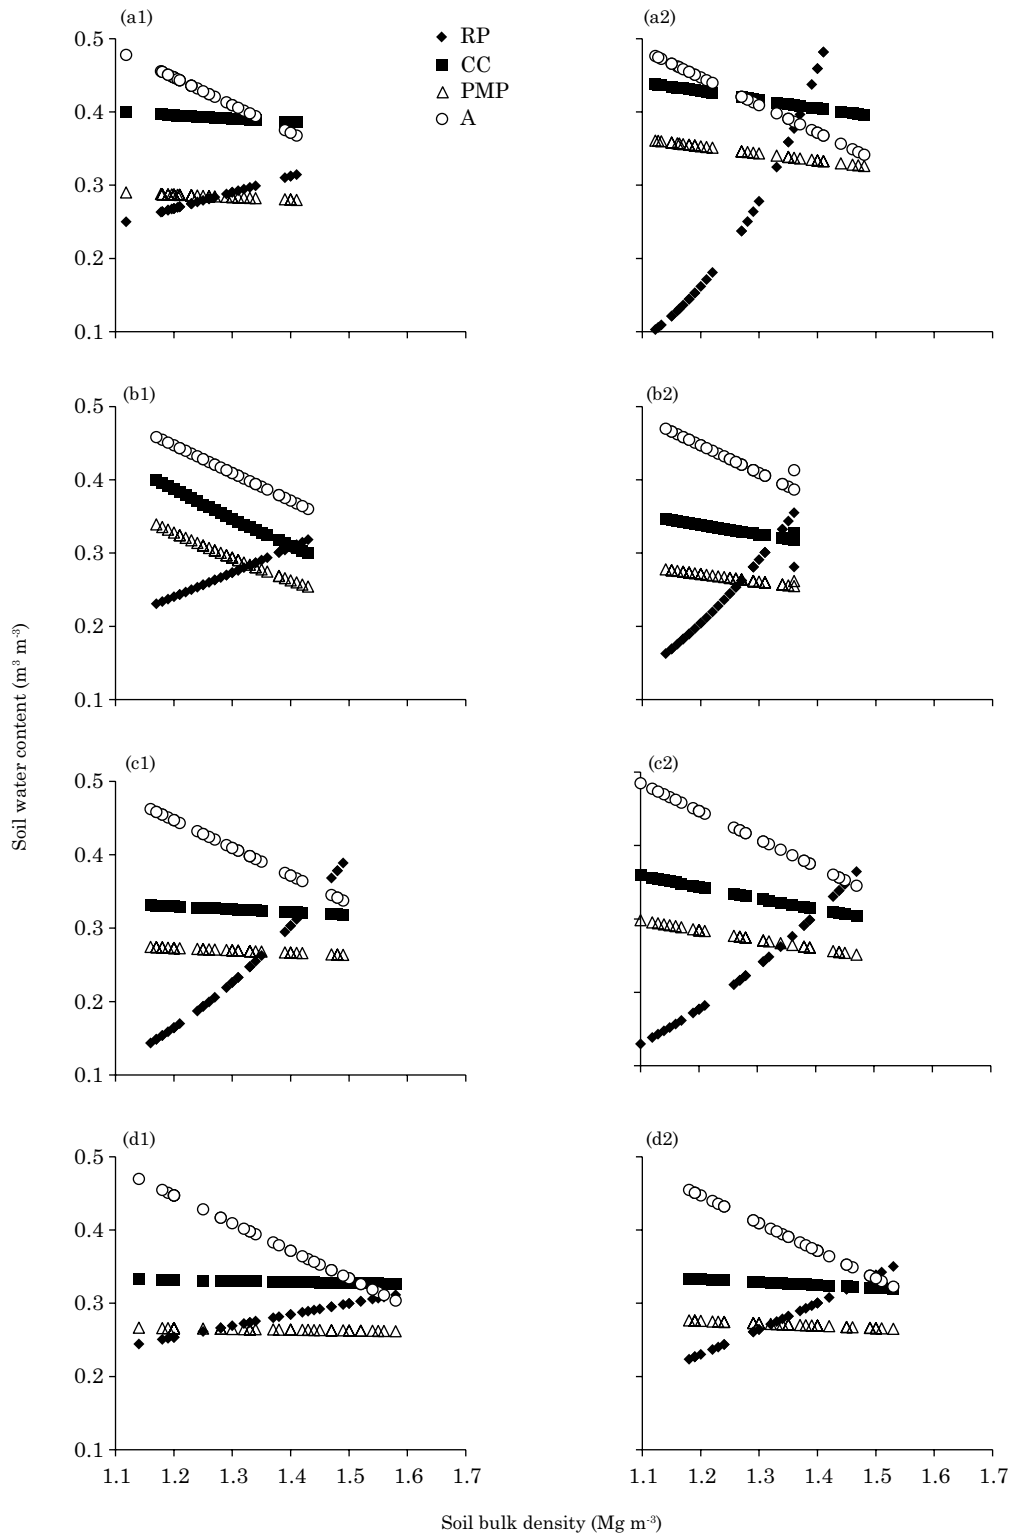 (a1)
(a2)
0.5
0.4
0.3
0.2
0.1
RP
CC
PMP
A
(b1)
(b2)
0.5
0.4
0.3
0.2
0.1
Soil water content (m³ m⁻³)
(c1)
(c2)
0.5
0.4
0.3
0.2
0.1
(d1)
(d2)
0.5
0.4
0.3
0.2
0.1
1.1 1.2 1.3 1.4 1.5 1.6 1.7
1.1 1.2 1.3 1.4 1.5 1.6 1.7
Soil bulk density (Mg m⁻³)